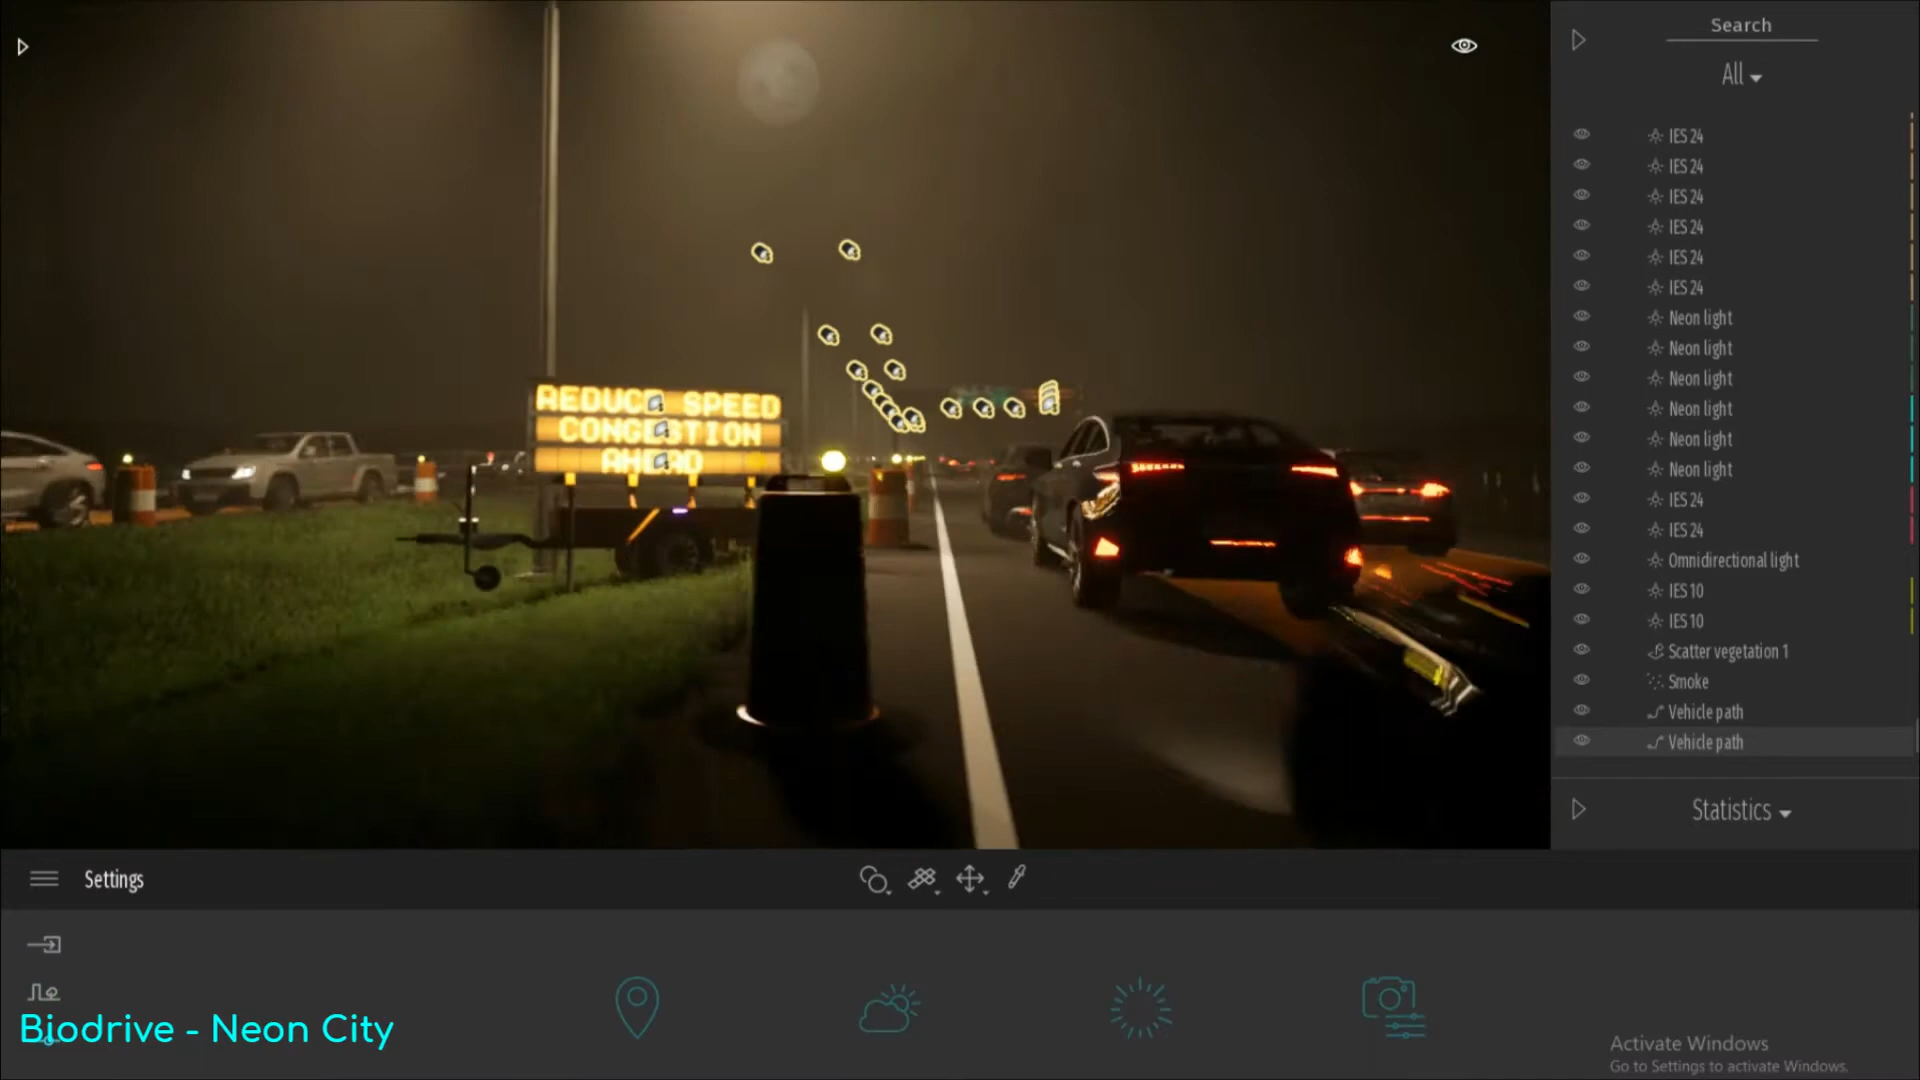 Search
All
IES 24
IES 24
IES 24
IES 24
IES 24
IES 24
Neon light
Neon light
Neon light
Neon light
Neon light
Neon light
IES 24
IES 24
Omnidirectional light
IES 10
IES 10
Scatter vegetation 1
Smoke
Vehicle path
Vehicle path
Statistics
REDUCE SPEED
CONGESTION
AHEAD
Settings
Biodrive - Neon City
Activate Windows
Go to Settings to activate Windows.